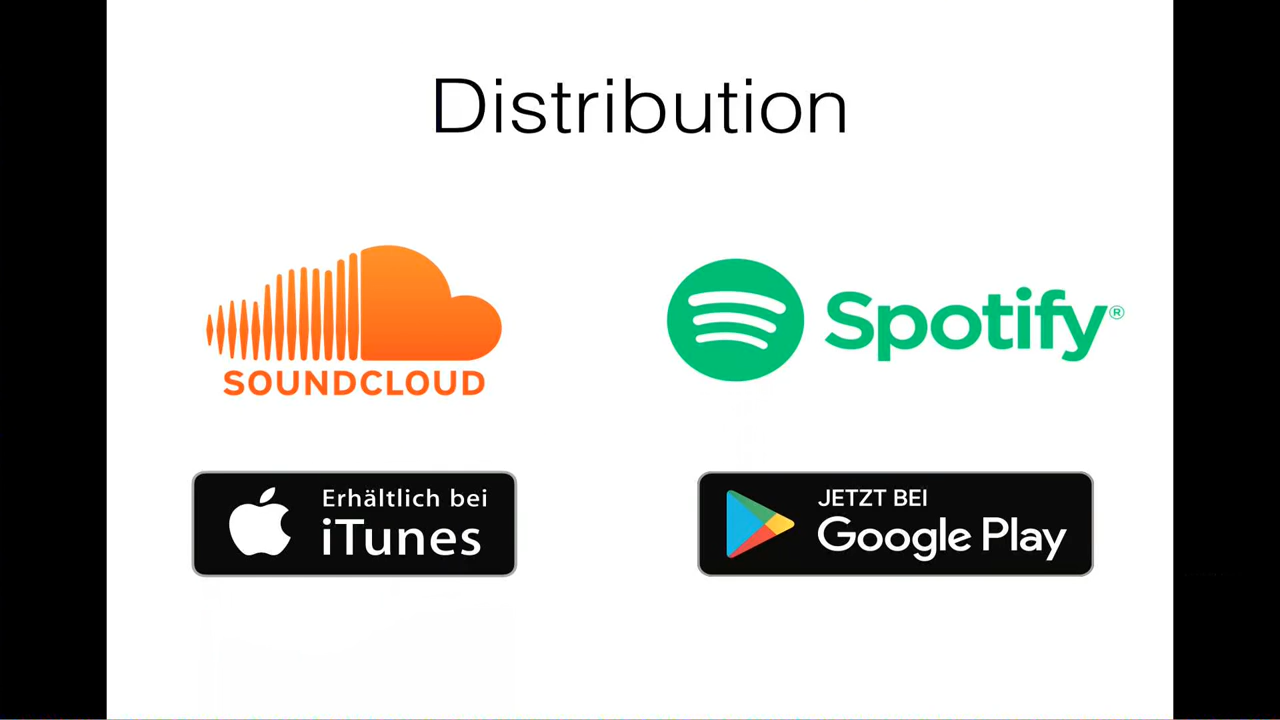 Distribution
SOUNDCLOUD
Spotify®
Erhältlich bei
iTunes
JETZT BEI
Google Play